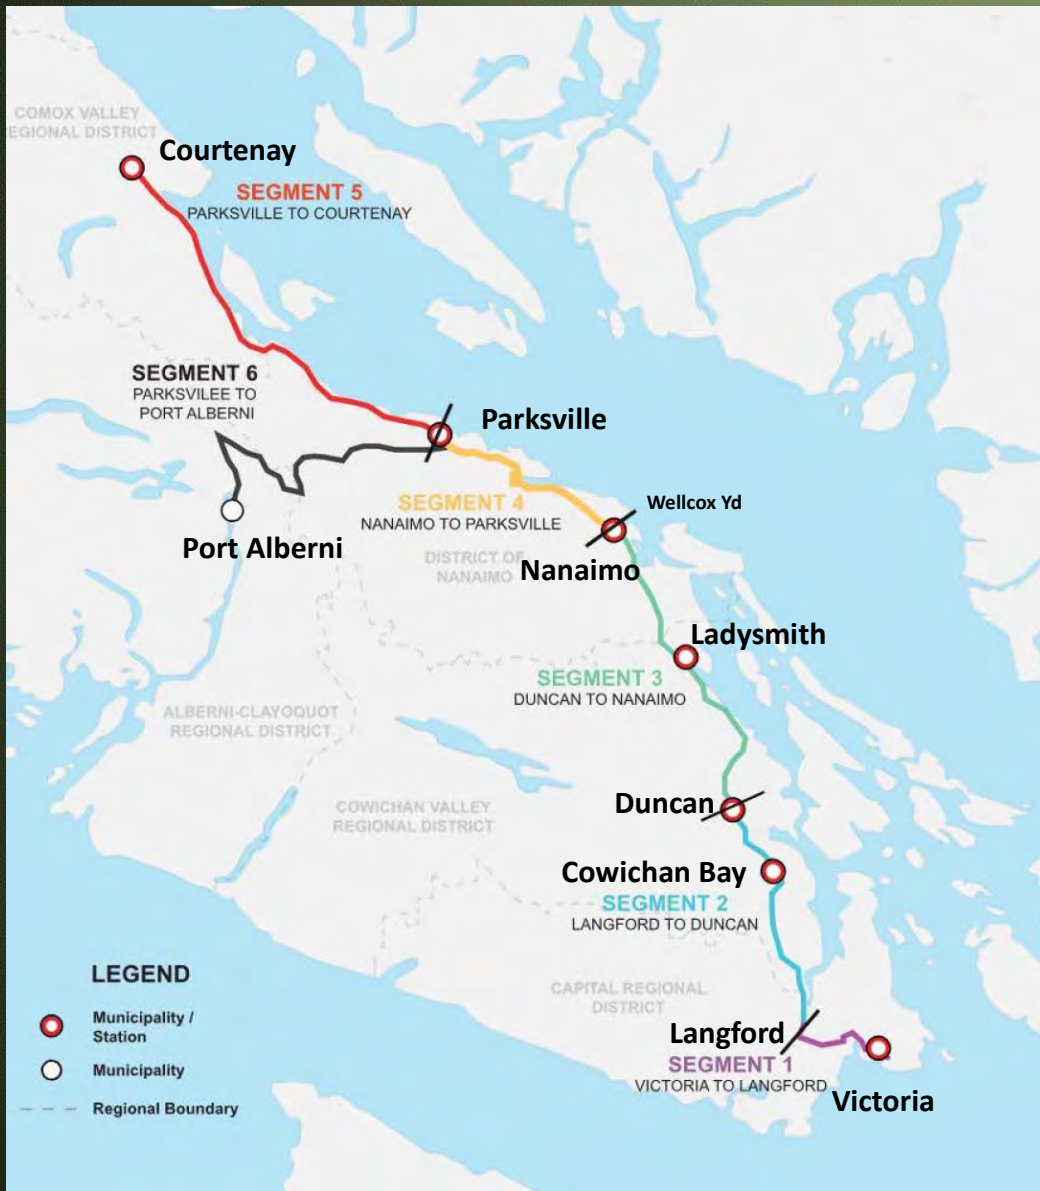 COMOX VALLEY
REGIONAL DISTRICT
Courtenay
SEGMENT 5
PARKSVILLE TO COURTENAY
SEGMENT 6
PARKSVILEE TO
PORT ALBERNI
Parksville
SEGMENT 4
NANAIMO TO PARKSVILLE
Wellcox Yd
Port Alberni
DISTRICT OF
NANAIMO
Nanaimo
Ladysmith
SEGMENT 3
DUNCAN TO NANAIMO
ALBERNI-CLAYOQUOT
REGIONAL DISTRICT
COWICHAN VALLEY
REGIONAL DISTRICT
Duncan
Cowichan Bay
SEGMENT 2
LANGFORD TO DUNCAN
CAPITAL REGIONAL
DISTRICT
Langford
SEGMENT 1
VICTORIA TO LANGFORD
Victoria
LEGEND
Municipality /
Station
Municipality
Regional Boundary